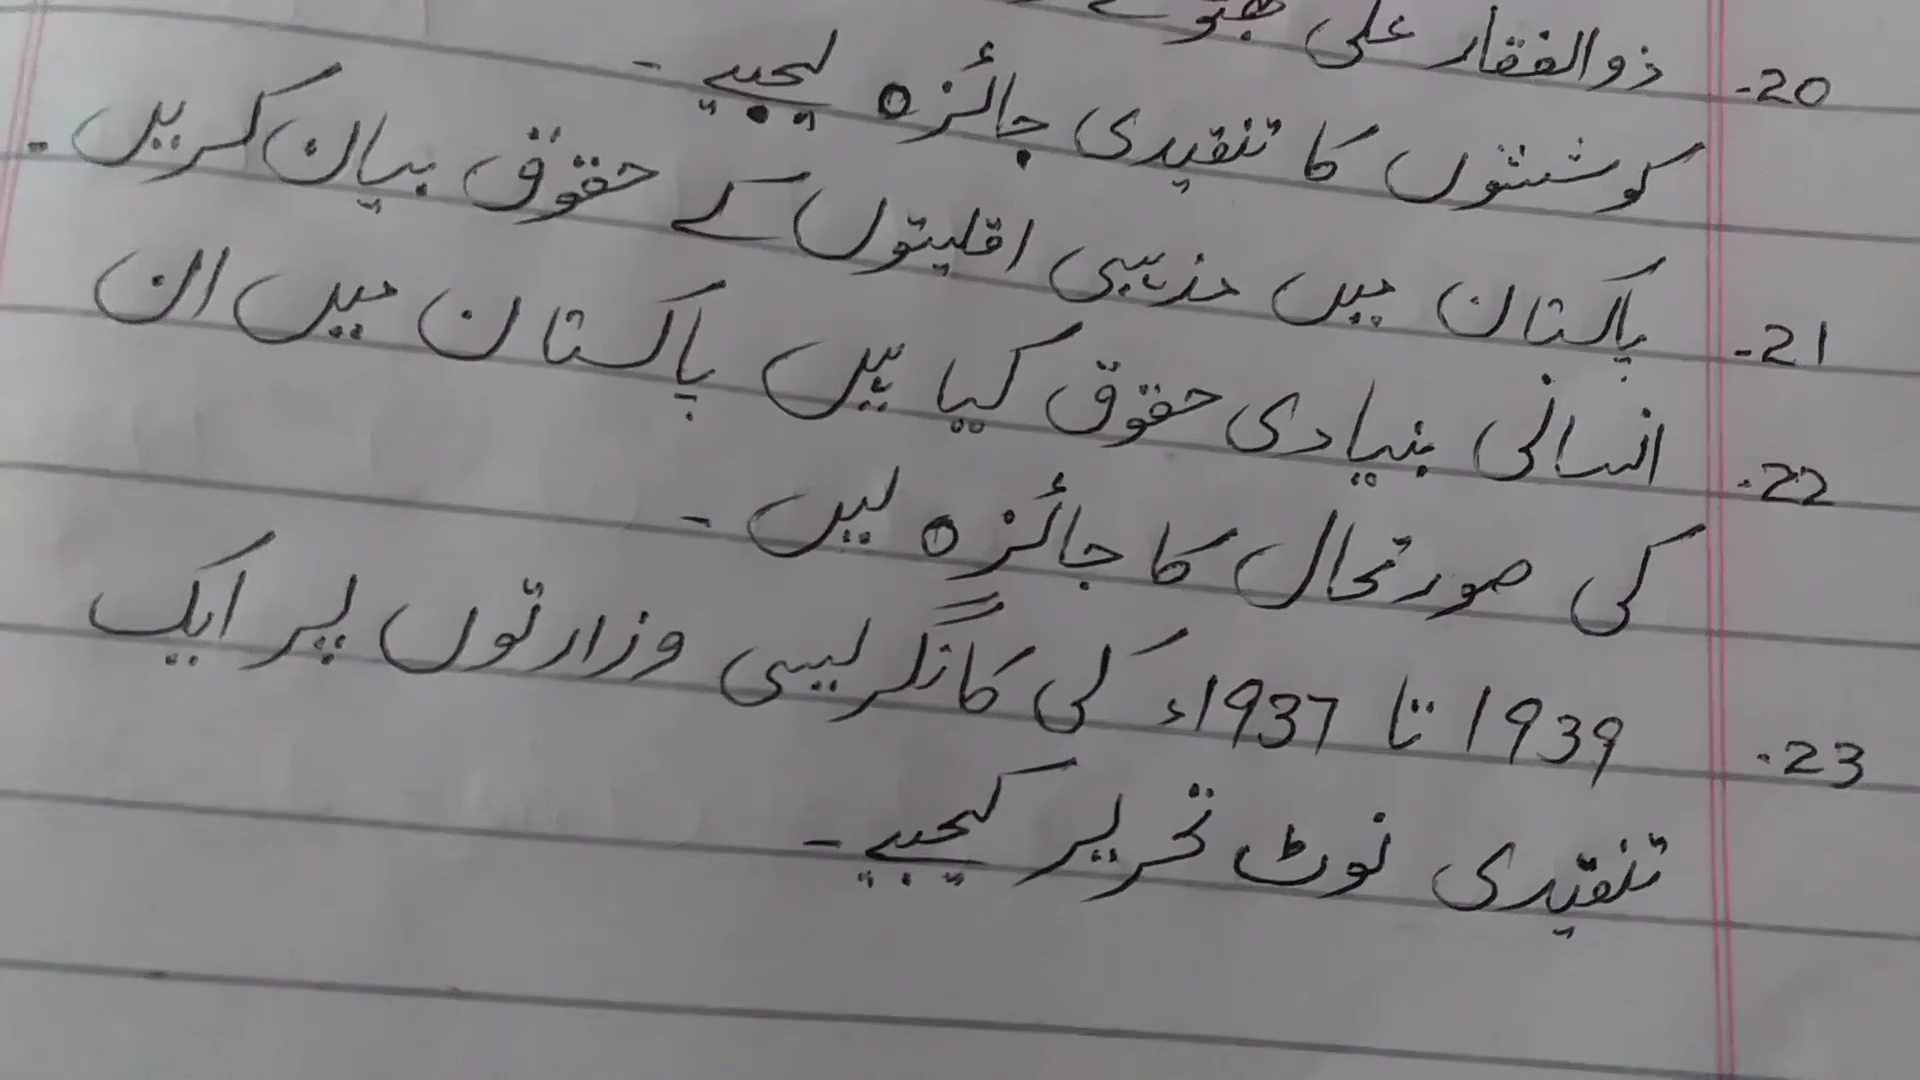 20- ذوالفقار علی بھٹو کے
کوششوں کا تنقیدی جائزہ لیجیے۔
21- پاکستان میں مذہبی اقلیتوں کے حقوق بیان کریں۔
22- انسانی بنیادی حقوق کیا ہیں پاکستان میں ان
کی صورتحال کا جائزہ لیں۔
23- 1939 تا 1937ء کی کانگریسی وزارتوں پر ایک
تنقیدی نوٹ تحریر کیجیے۔